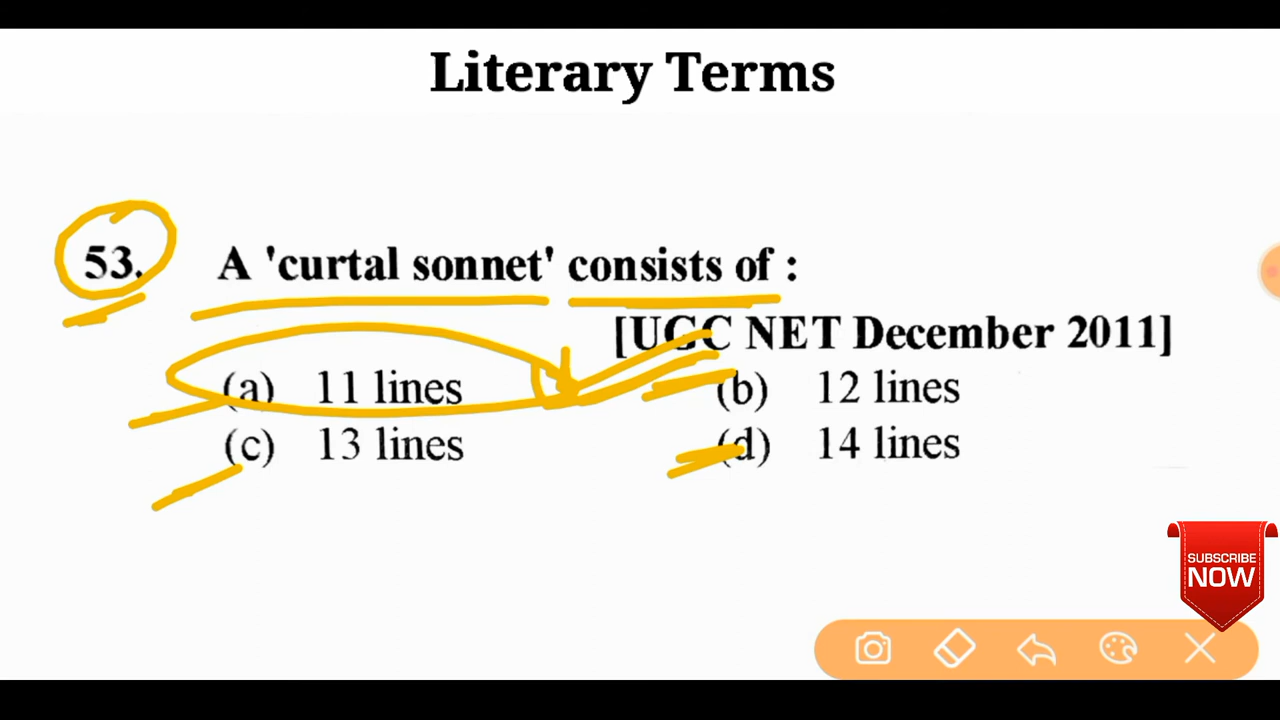 Literary Terms
53. A 'curtal sonnet' consists of :
[UGC NET December 2011]
(a) 11 lines (b) 12 lines
(c) 13 lines (d) 14 lines
SUBSCRIBE
NOW